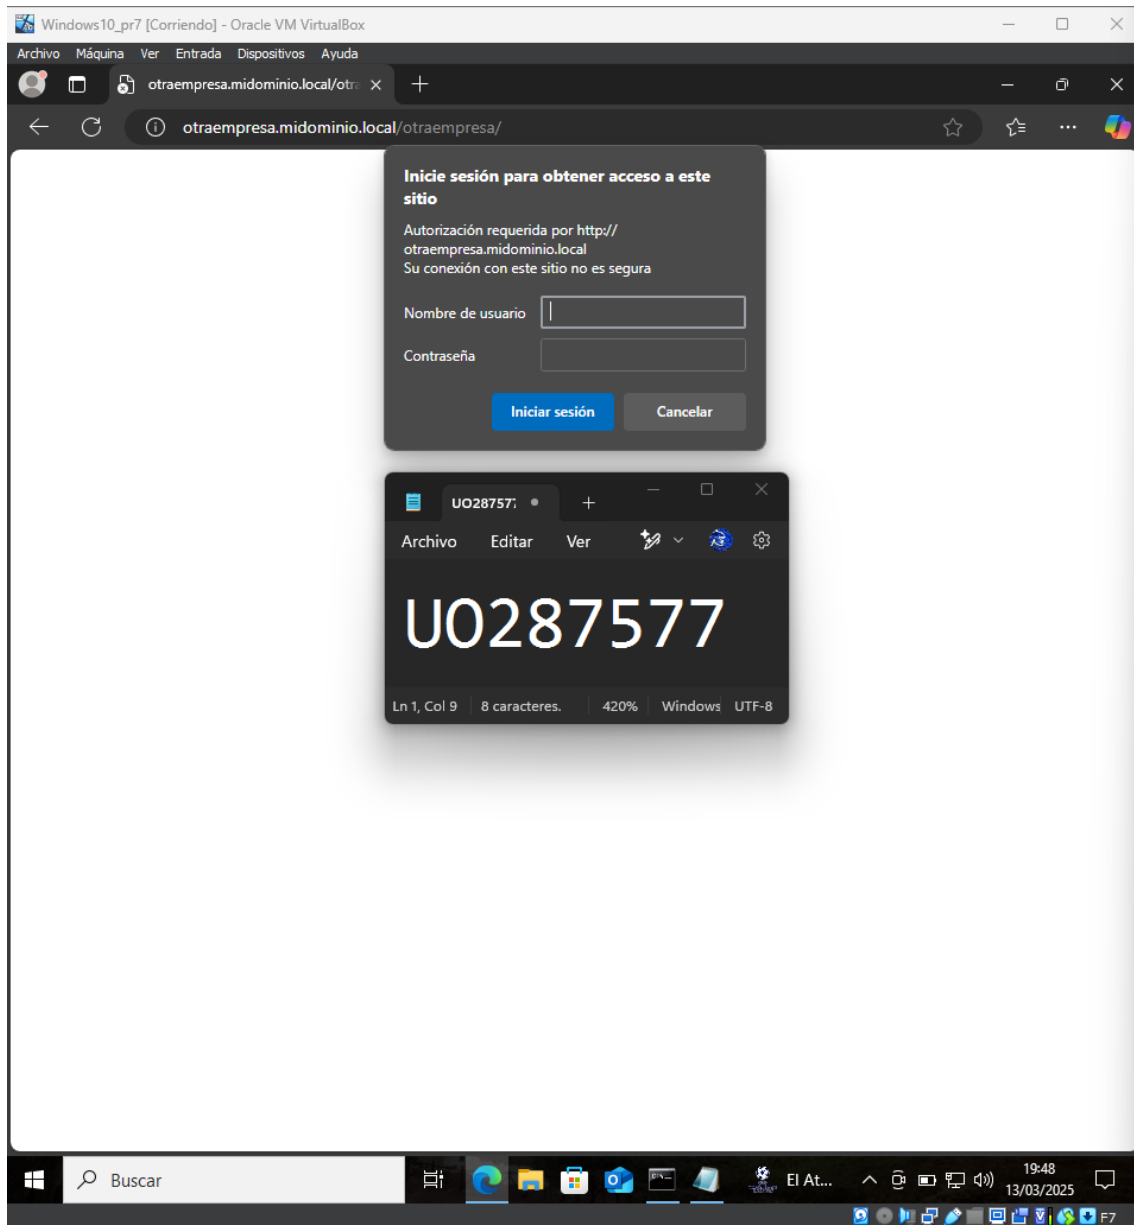 Windows10_pr7 [Corriendo] - Oracle VM VirtualBox
Archivo Máquina Ver Entrada Dispositivos Ayuda
otraempresa.midominio.local/otra
otraempresa.midominio.local/otraempresa/
Inicie sesión para obtener acceso a este
sitio
Autorización requerida por http://
otraempresa.midominio.local
Su conexión con este sitio no es segura
Nombre de usuario
Contraseña
Iniciar sesión Cancelar
UO287577
Archivo Editar Ver
UO287577
Ln 1, Col 9 8 caracteres. 420% Windows UTF-8
Buscar El At... 19:48
13/03/2025
F7